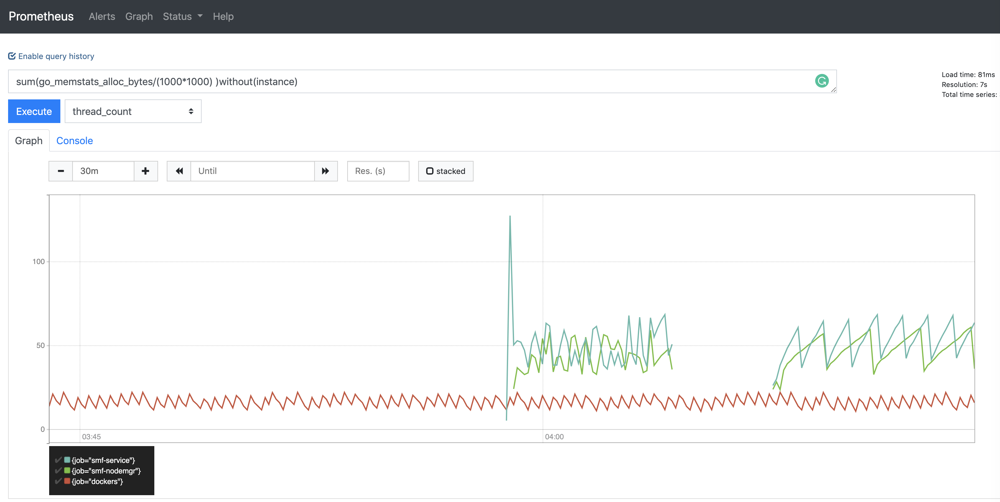 Prometheus Alerts Graph Status Help
Enable query history
sum(go_memstats_alloc_bytes/(1000*1000) )without(instance)
Load time: 81ms
Resolution: 7s
Total time series:
Execute thread_count
Graph Console
30m Until Res. (s) stacked
100
50
0
03:45 04:00
{job="smf-service"}
{job="smf-nodemgr"}
{job="dockers"}